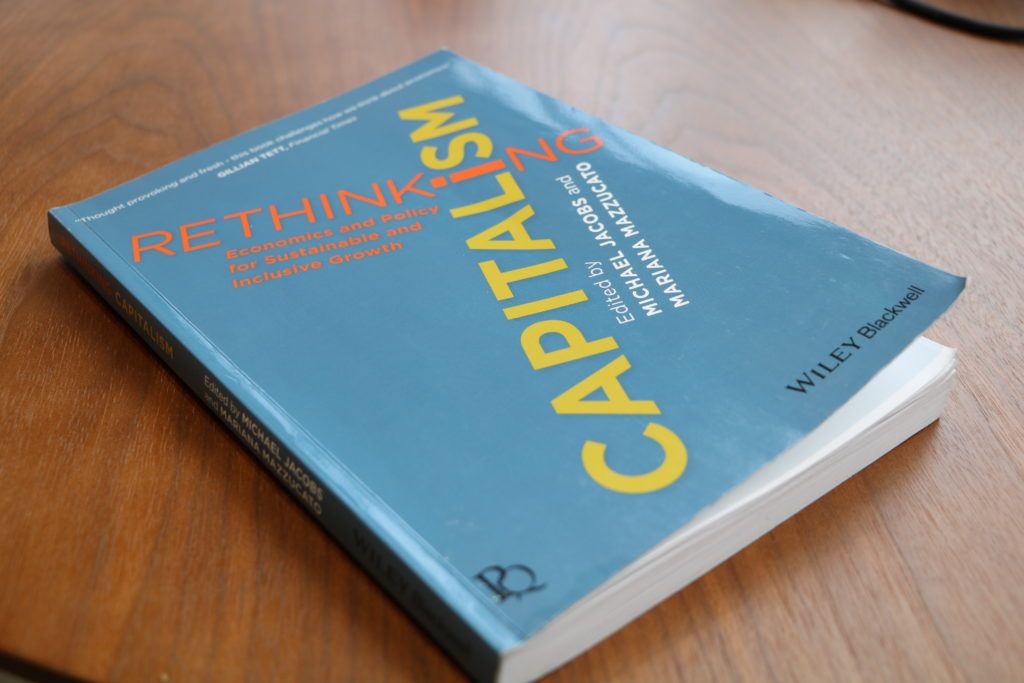 "Thought provoking and fresh - this book challenges how we think about economics"
GILLIAN TETT, Financial Times
RETHINKING
Economics and Policy
for Sustainable and
Inclusive Growth
CAPITALISM
Edited by
MICHAEL JACOBS and
MARIANA MAZZUCATO
WILEY Blackwell
PQ
CAPITALISM
Edited by MICHAEL JACOBS
and MARIANA MAZZUCATO
WILEY Blackwell